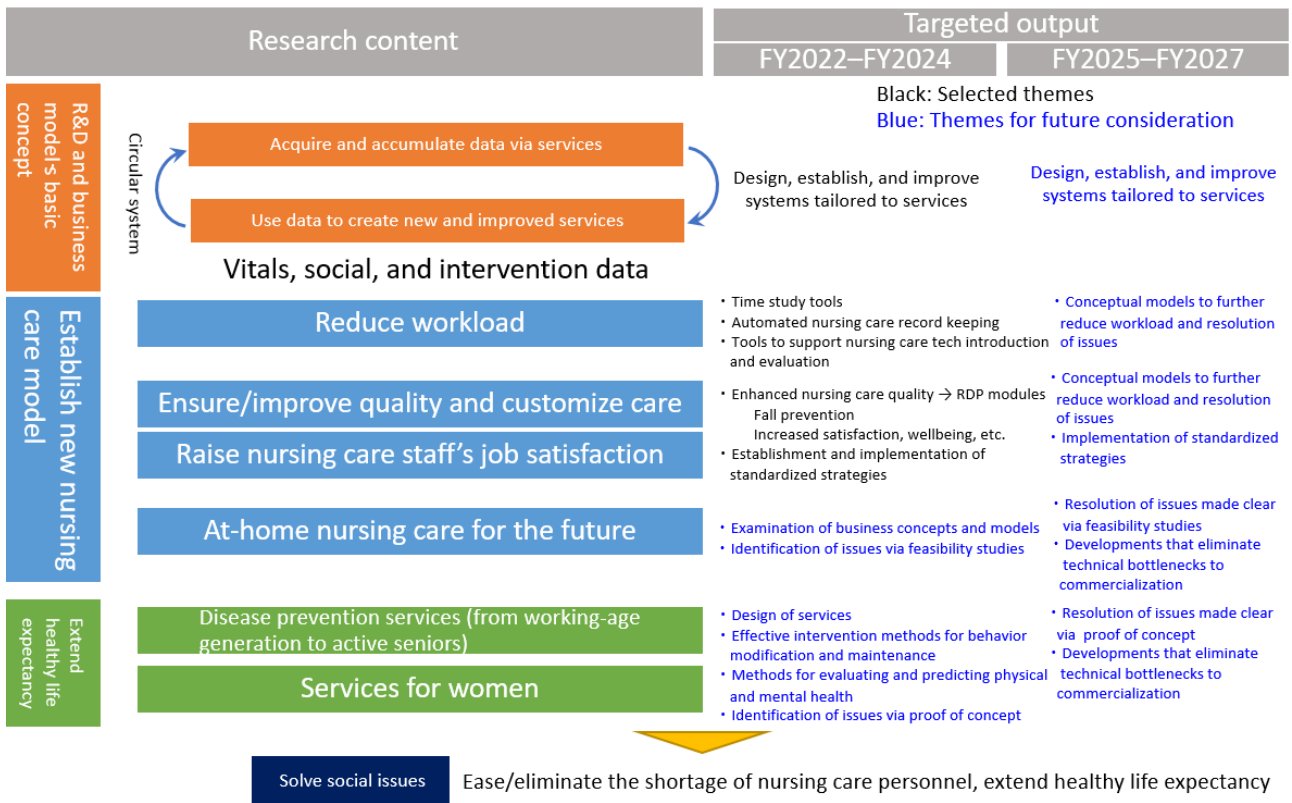 Research content
Targeted output
FY2022–FY2024
FY2025–FY2027
Black: Selected themes
Blue: Themes for future consideration
R&D and business
model·s basic
concept
Circular system
Acquire and accumulate data via services
Use data to create new and improved services
Vitals, social, and intervention data
Design, establish, and improve
systems tailored to services
Design, establish, and improve
systems tailored to services
Establish new nursing
care model
Reduce workload
・Time study tools
・Automated nursing care record keeping
・Tools to support nursing care tech introduction
and evaluation
・Conceptual models to further
reduce workload and resolution
of issues
Ensure/improve quality and customize care
Raise nursing care staff’s job satisfaction
・Enhanced nursing care quality → RDP modules
Fall prevention
Increased satisfaction, wellbeing, etc.
・Establishment and implementation of
standardized strategies
・Conceptual models to further
reduce workload and resolution
of issues
・Implementation of standardized
strategies
At-home nursing care for the future
・Examination of business concepts and models
・Identification of issues via feasibility studies
・Resolution of issues made clear
via feasibility studies
・Developments that eliminate
technical bottlenecks to
commercialization
Extend
healthy life
expectancy
Disease prevention services (from working-age
generation to active seniors)
Services for women
・Design of services
・Effective intervention methods for behavior
modification and maintenance
・Methods for evaluating and predicting physical
and mental health
・Identification of issues via proof of concept
・Resolution of issues made clear
via proof of concept
・Developments that eliminate
technical bottlenecks to
commercialization
Solve social issues
Ease/eliminate the shortage of nursing care personnel, extend healthy life expectancy